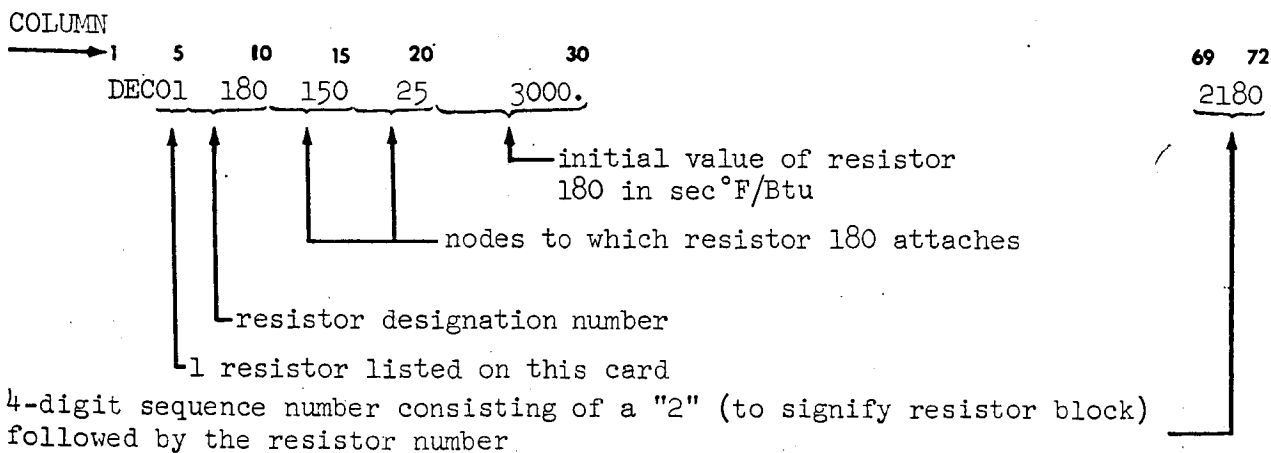 COLUMN
1 5 10 15 20 30 69 72
DEC01 180 150 25 3000. 2180
initial value of resistor
180 in sec°F/Btu
nodes to which resistor 180 attaches
resistor designation number
1 resistor listed on this card
4-digit sequence number consisting of a "2" (to signify resistor block)
followed by the resistor number